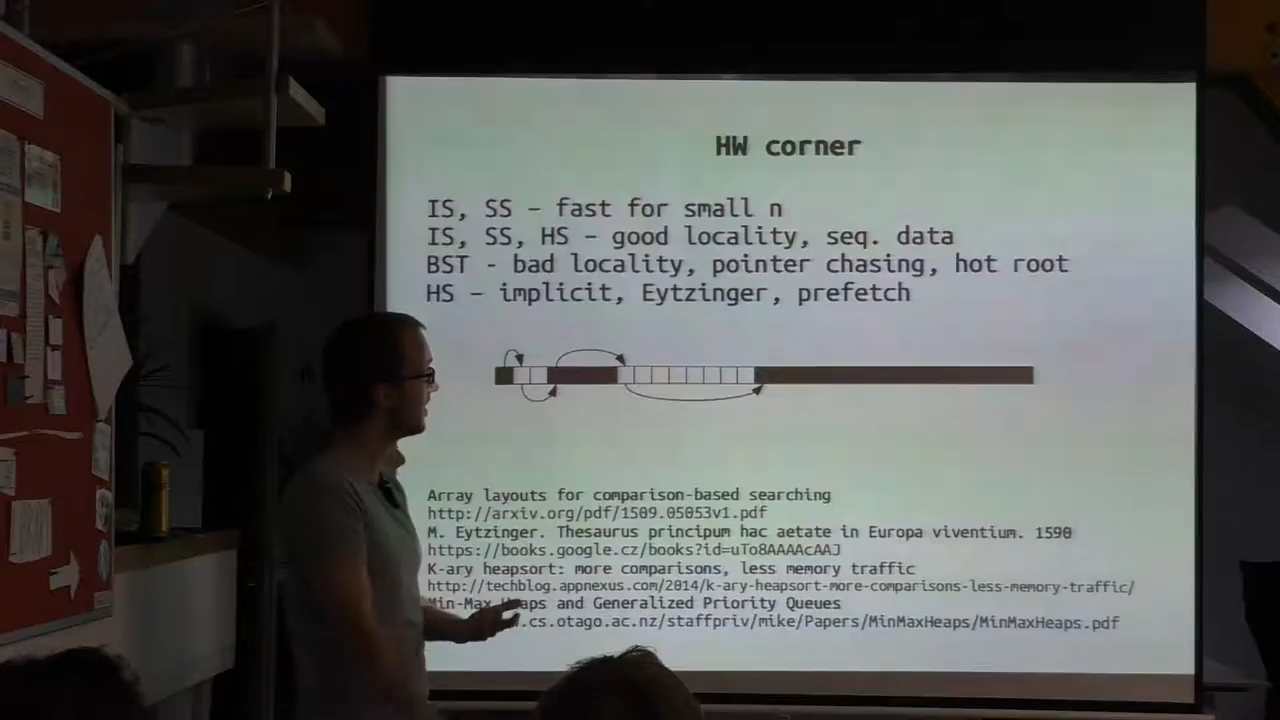 HW corner
IS, SS – fast for small n
IS, SS, HS – good locality, seq. data
BST - bad locality, pointer chasing, hot root
HS – implicit, Eytzinger, prefetch
Array layouts for comparison-based searching
http://arxiv.org/pdf/1509.05053v1.pdf
M. Eytzinger. Thesaurus principum hac aetate in Europa viventium. 1590
https://books.google.cz/books?id=uTo8AAAAcAAJ
K-ary heapsort: more comparisons, less memory traffic
http://techblog.appnexus.com/2014/k-ary-heapsort-more-comparisons-less-memory-traffic/
Min-Max Heaps and Generalized Priority Queues
.cs.otago.ac.nz/staffpriv/mike/Papers/MinMaxHeaps/MinMaxHeaps.pdf